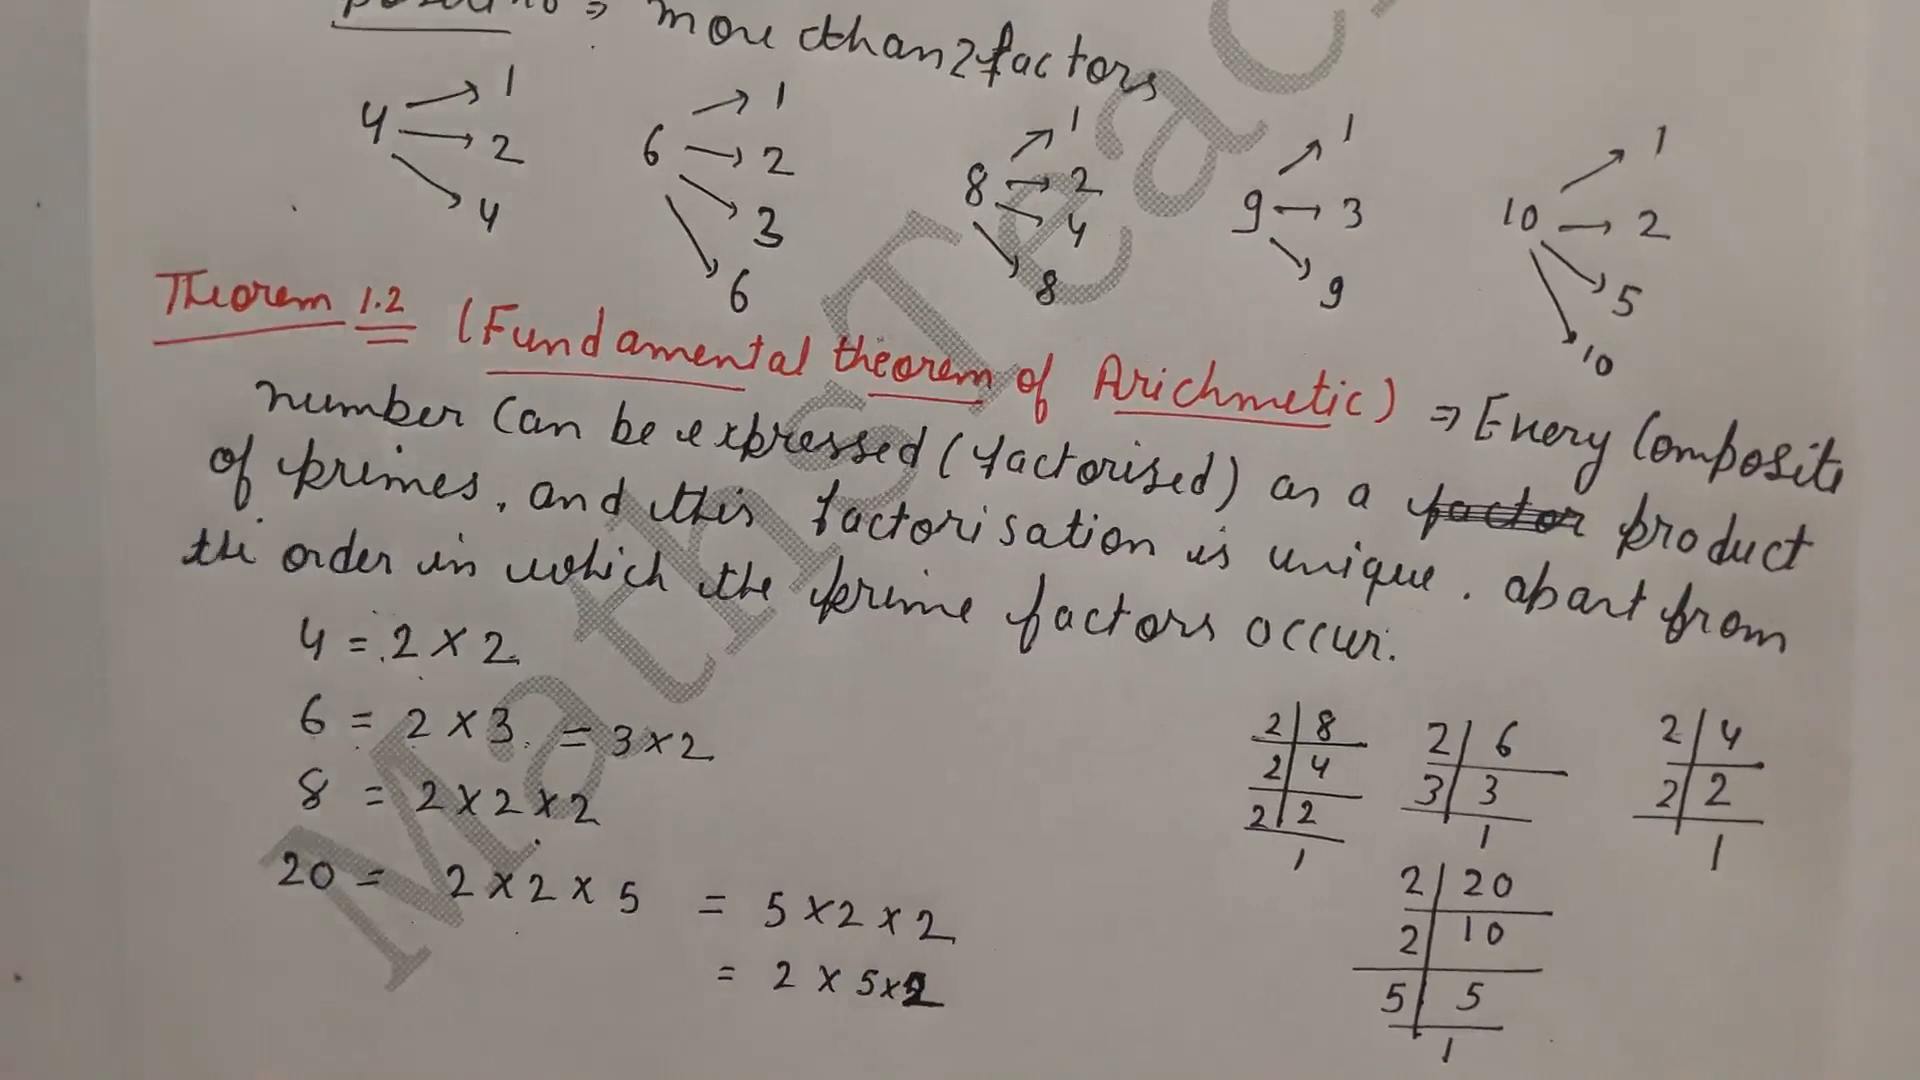 no ⇒ more than 2 factors
4 → 1
→ 2
→ 4
6 → 1
→ 2
→ 3
→ 6
8 → 1
→ 2
→ 4
→ 8
9 → 1
→ 3
→ 9
10 → 1
→ 2
→ 5
→ 10
Theorem 1.2 (Fundamental theorem of Arithmetic) ⇒ Every Composite
number can be expressed (factorised) as a product
of primes, and this factorisation is unique. apart from
the order in which the prime factors occur.
4 = 2 × 2
6 = 2 × 3 = 3 × 2
8 = 2 × 2 × 2
20 = 2 × 2 × 5 = 5 × 2 × 2
= 2 × 5 × 2
2 | 8
2 | 4
2 | 2
1
2 | 6
3 | 3
1
2 | 4
2 | 2
1
2 | 20
2 | 10
5 | 5
1
MathsTeac